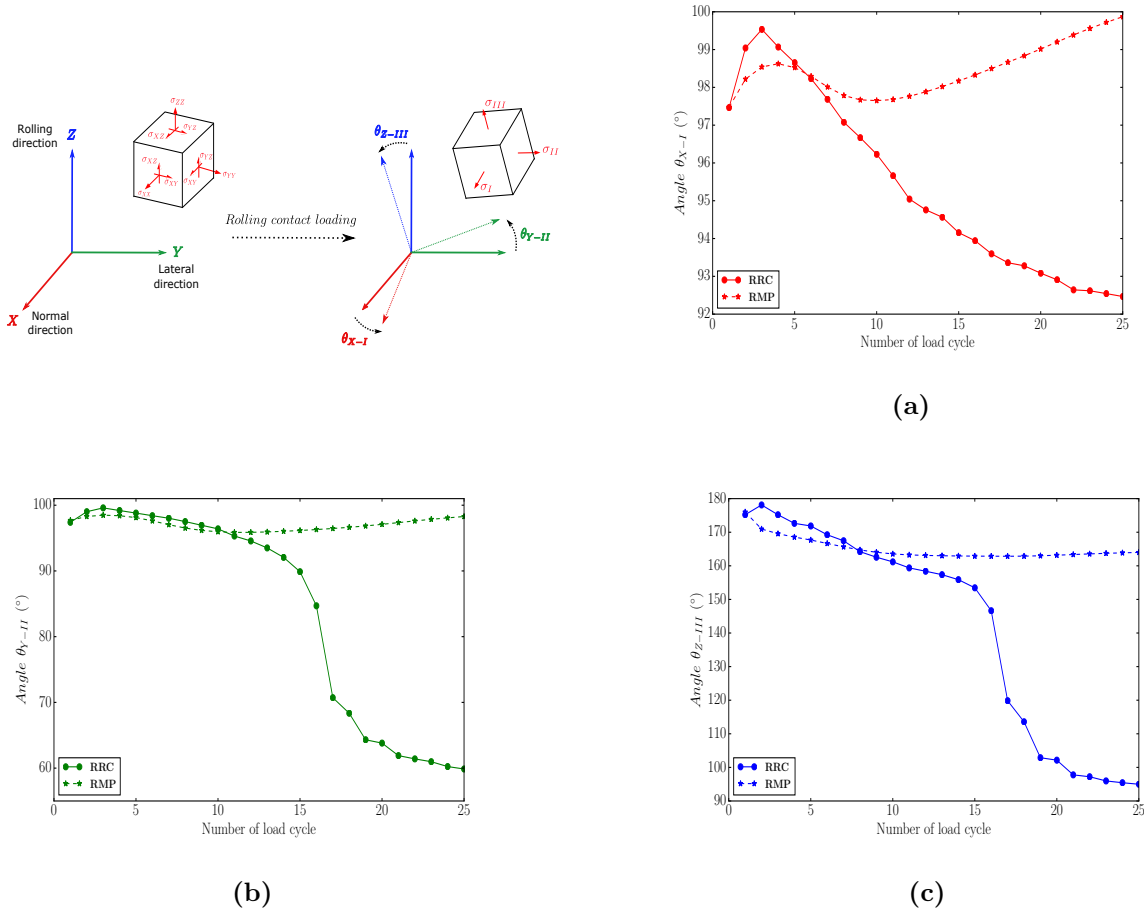 Rolling
direction
Z
σ_ZZ
σ_XZ σ_YZ
σ_XZ
σ_YZ
σ_XX σ_XY σ_XY
σ_YY
Y
Lateral
direction
X
Normal
direction
Rolling contact loading
θ_Z−III
σ_III
σ_II
σ_I
θ_Y−II
θ_X−I
100
99
98
97
96
95
94
93
92
0 5 10 15 20 25
Angle θ_X−I (°)
Number of load cycle
RRC
RMP
(a)
100
90
80
70
60
0 5 10 15 20 25
Angle θ_Y−II (°)
Number of load cycle
RRC
RMP
(b)
180
170
160
150
140
130
120
110
100
90
0 5 10 15 20 25
Angle θ_Z−III (°)
Number of load cycle
RRC
RMP
(c)